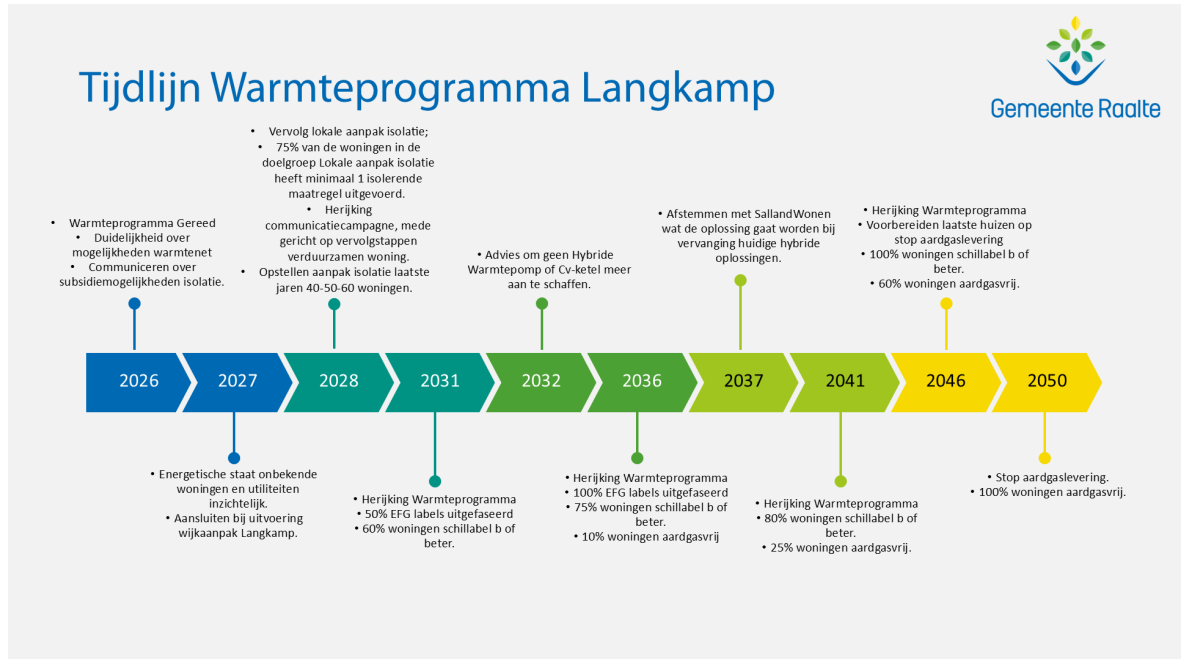 Tijdlijn Warmteprogramma Langkamp
Gemeente Raalte
• Warmteprogramma Gereed
• Duidelijkheid over
mogelijkheden warmtenet
• Communiceren over
subsidiemogelijkheden isolatie.
• Vervolg lokale aanpak isolatie;
• 75% van de woningen in de
doelgroep Lokale aanpak isolatie
heeft minimaal 1 isolerende
maatregel uitgevoerd.
• Herijking
communicatiecampagne, mede
gericht op vervolgstappen
verduurzamen woning.
• Opstellen aanpak isolatie laatste
jaren 40-50-60 woningen.
• Advies om geen Hybride
Warmtepomp of Cv-ketel meer
aan te schaffen.
• Afstemmen met SallandWonen
wat de oplossing gaat worden bij
vervanging huidige hybride
oplossingen.
• Herijking Warmteprogramma
• Voorbereiden laatste huizen op
stop aardgaslevering
• 100% woningen schillabel b of
beter.
• 60% woningen aardgasvrij.
2026
2027
2028
2031
2032
2036
2037
2041
2046
2050
• Energetische staat onbekende
woningen en utiliteiten
inzichtelijk.
• Aansluiten bij uitvoering
wijkaanpak Langkamp.
• Herijking Warmteprogramma
• 50% EFG labels uitgefaseerd
• 60% woningen schillabel b of
beter.
• Herijking Warmteprogramma
• 100% EFG labels uitgefaseerd
• 75% woningen schillabel b of
beter.
• 10% woningen aardgasvrij
• Herijking Warmteprogramma
• 80% woningen schillabel b of
beter.
• 25% woningen aardgasvrij.
• Stop aardgaslevering.
• 100% woningen aardgasvrij.